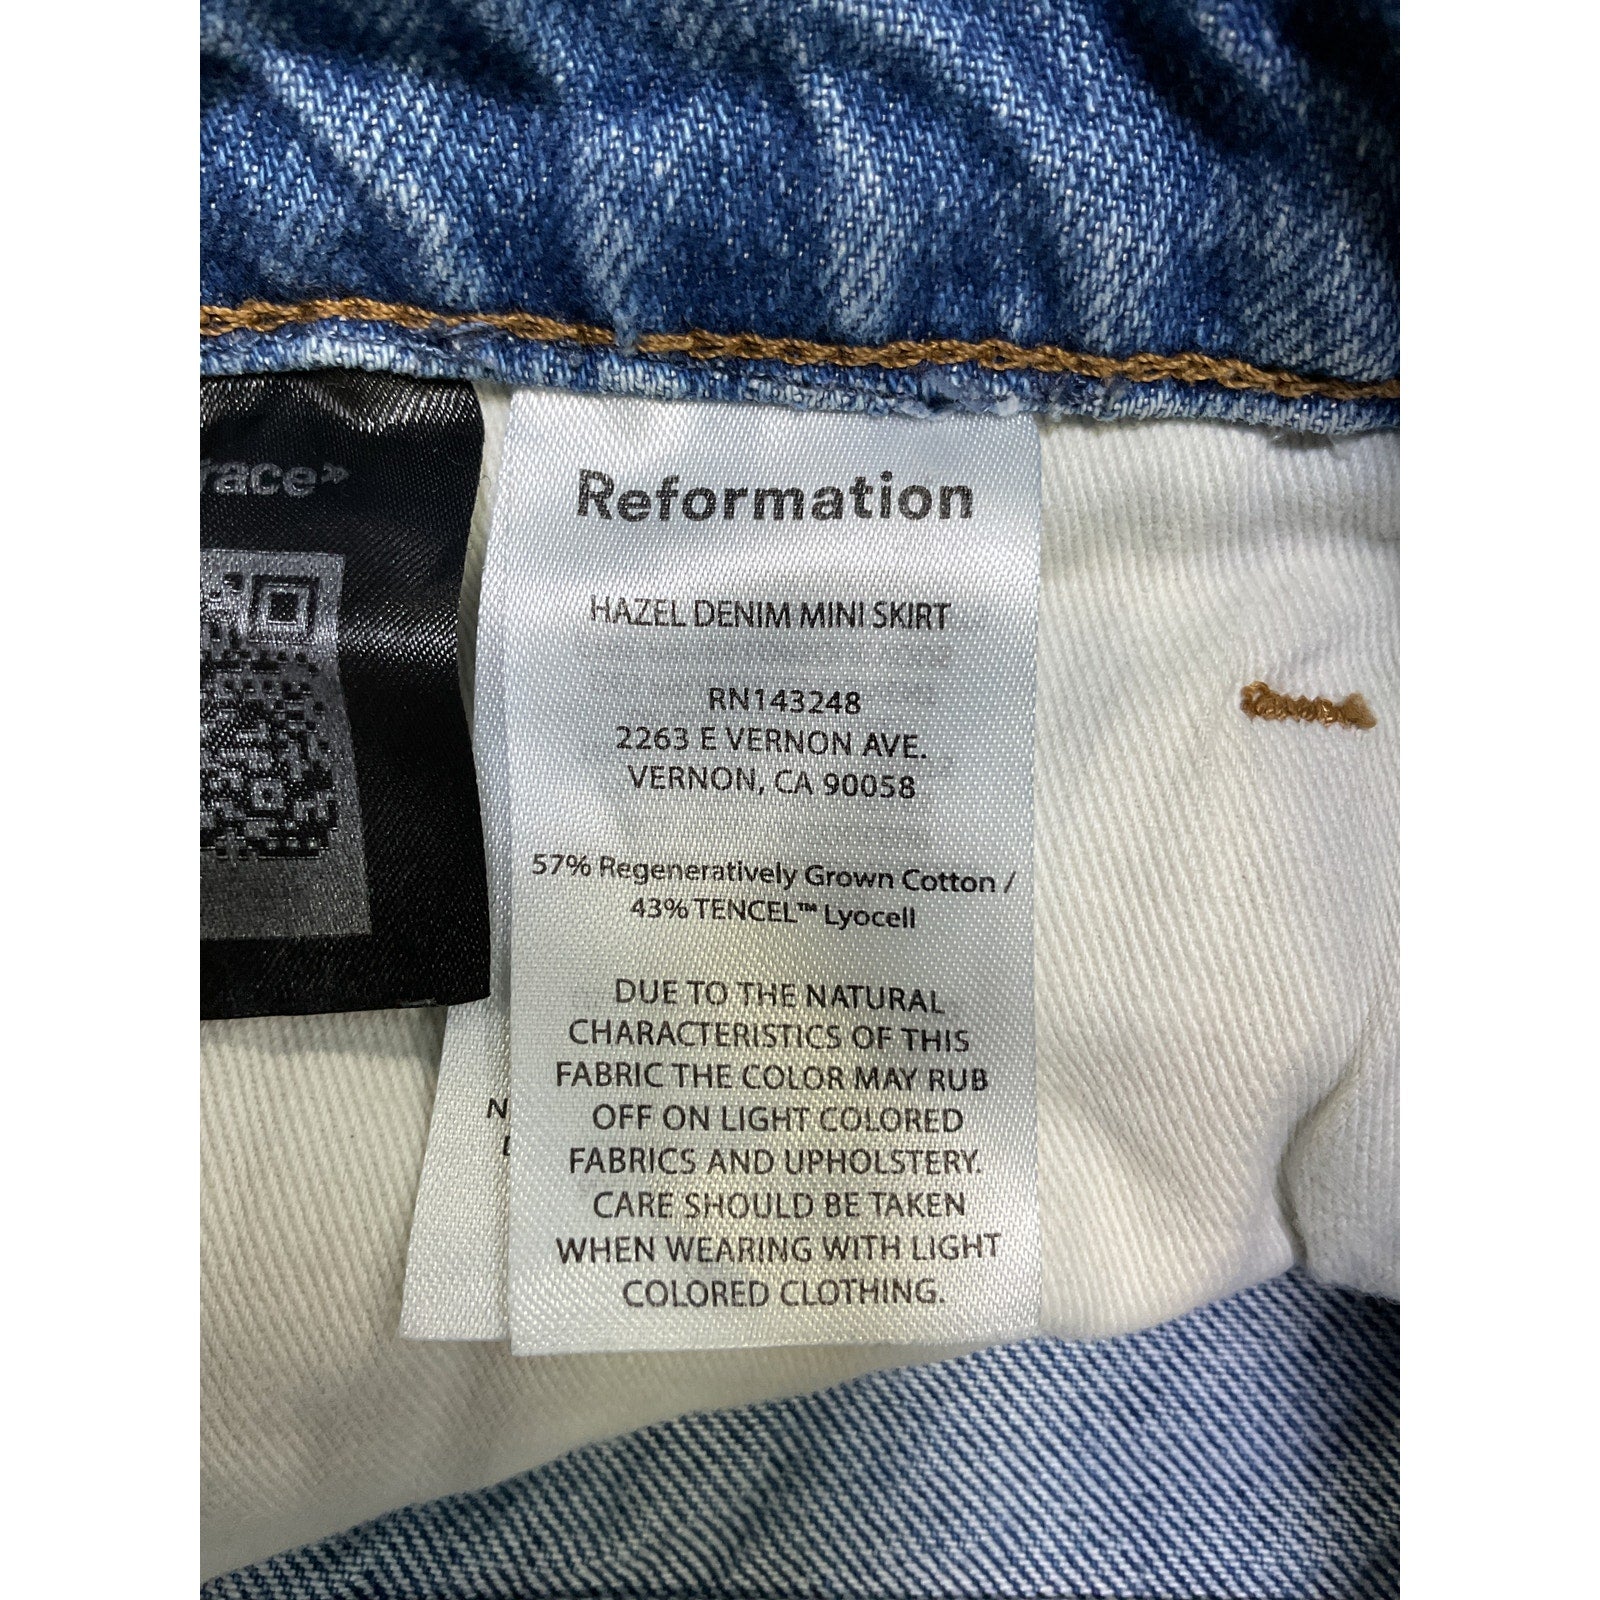 race»
Reformation
HAZEL DENIM MINI SKIRT
RN143248
2263 E VERNON AVE.
VERNON, CA 90058
57% Regeneratively Grown Cotton /
43% TENCEL™ Lyocell
DUE TO THE NATURAL
CHARACTERISTICS OF THIS
FABRIC THE COLOR MAY RUB
OFF ON LIGHT COLORED
FABRICS AND UPHOLSTERY.
CARE SHOULD BE TAKEN
WHEN WEARING WITH LIGHT
COLORED CLOTHING.